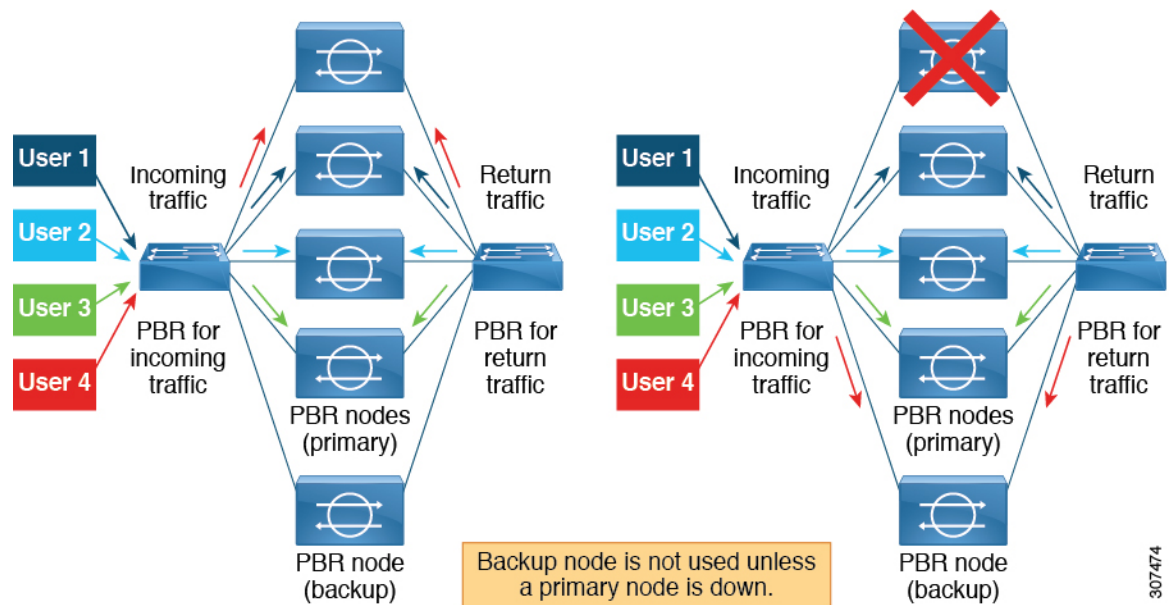 User 1
User 2
User 3
User 4
Incoming
traffic
Return
traffic
PBR for
incoming
traffic
PBR for
return
traffic
PBR nodes
(primary)
PBR node
(backup)
User 1
User 2
User 3
User 4
Incoming
traffic
Return
traffic
PBR for
incoming
traffic
PBR for
return
traffic
PBR nodes
(primary)
PBR node
(backup)
Backup node is not used unless
a primary node is down.
307474